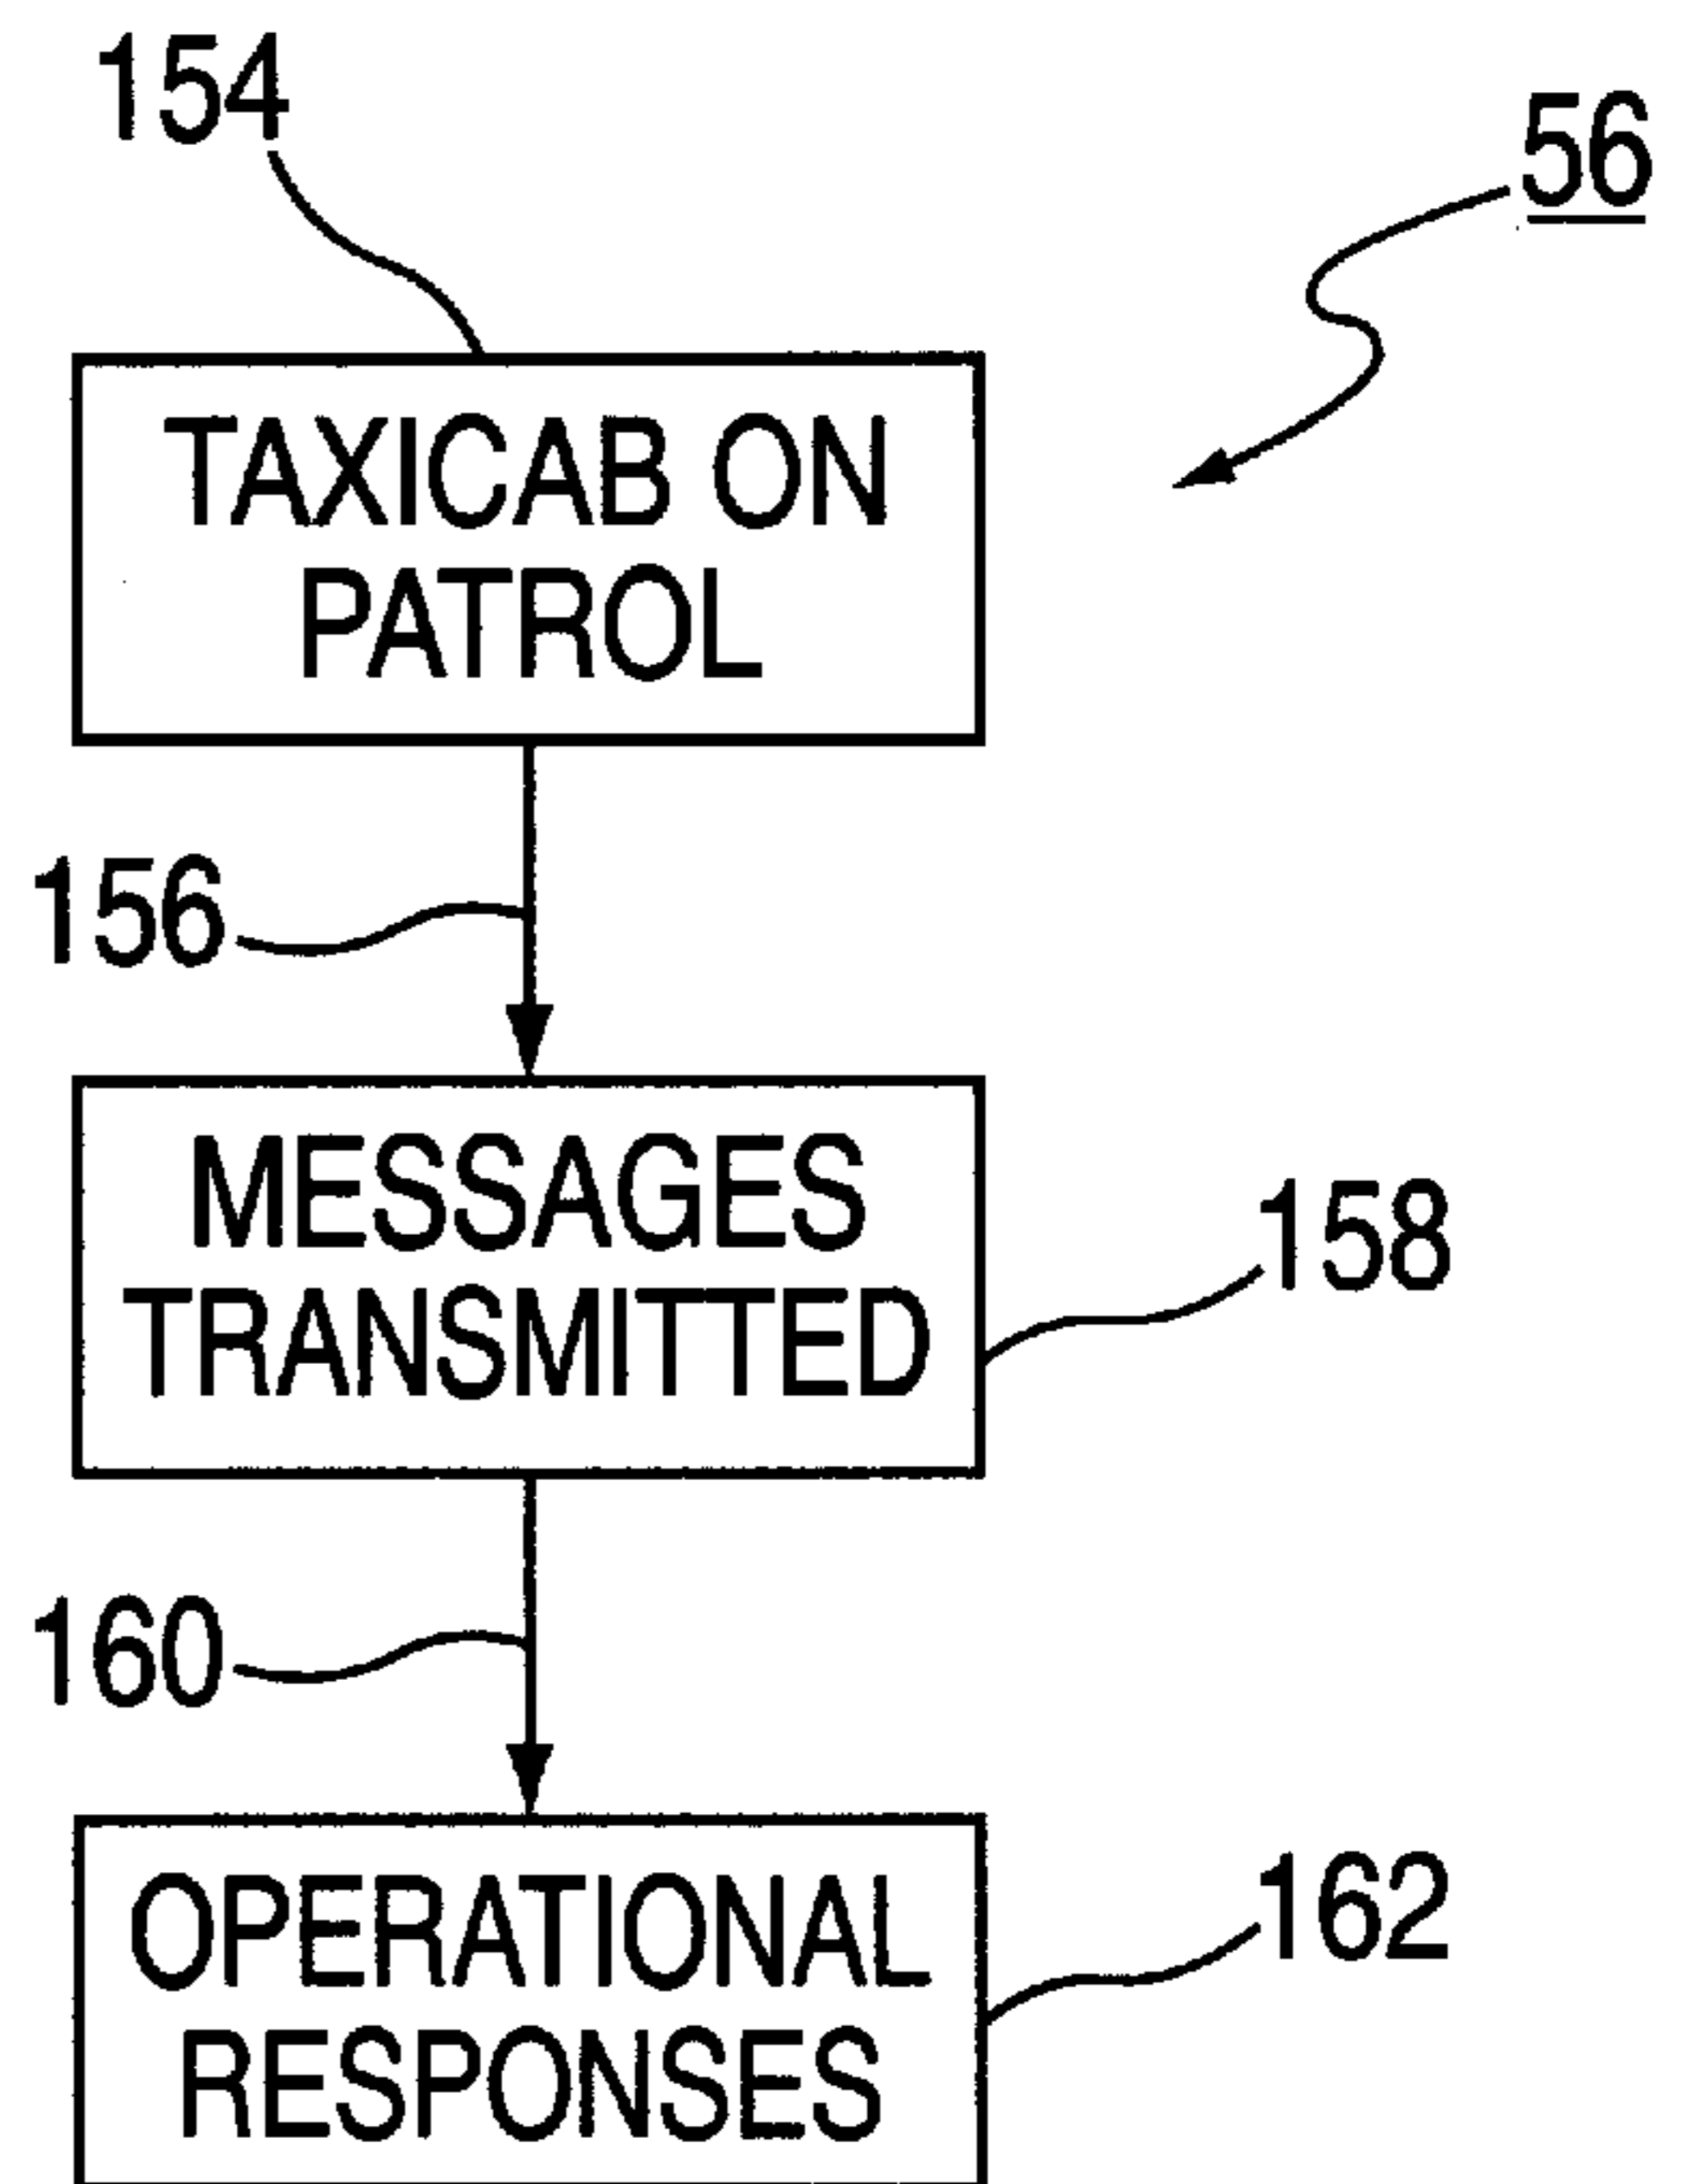 154
56
TAXICAB ON
PATROL
156
MESSAGES
TRANSMITTED
158
160
OPERATIONAL
RESPONSES
162